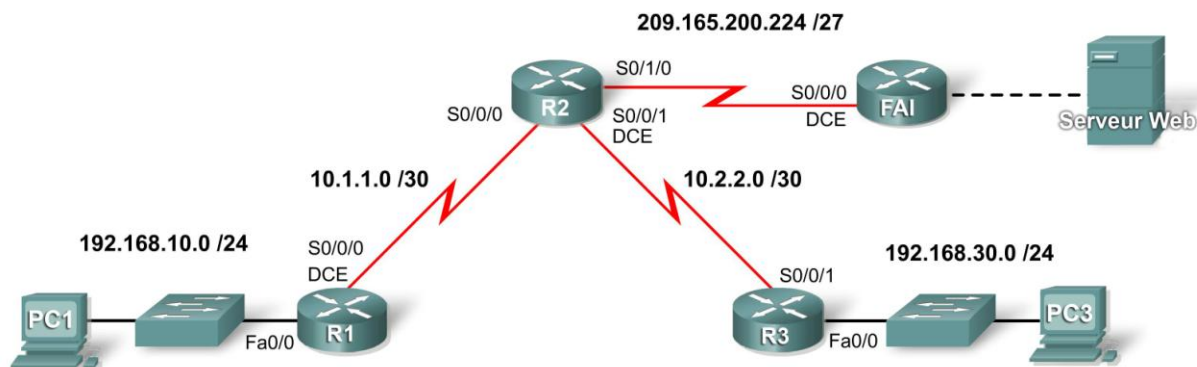 209.165.200.224 /27
S0/1/0
S0/0/0
R2
S0/0/1
DCE
S0/0/0
DCE
FAI
Serveur Web
10.1.1.0 /30
10.2.2.0 /30
192.168.10.0 /24
S0/0/0
DCE
PC1
Fa0/0
R1
S0/0/1
192.168.30.0 /24
R3
Fa0/0
PC3